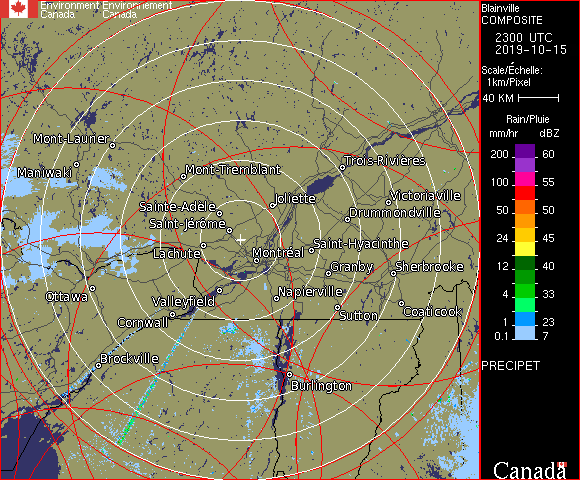 Environment Environnement
Canada Canada
Blainville
COMPOSITE
2300 UTC
2019-10-15
Scale/Échelle:
1km/Pixel
40 KM
Rain/Pluie
mm/hr dBZ
200 60
100 55
50 50
24 45
12 40
4 33
1 23
0.1 7
PRECIPET
Canada
Mont-Laurier
Maniwaki
Mont-Tremblant
Trois-Rivières
Sainte-Adele
Joliette
Victoriaville
Drummondville
Saint-Jérôme
Lachute
Montréal
Saint-Hyacinthe
Granby
Sherbrooke
Ottawa
Valleyfield
Napierville
Cornwall
Sutton
Coaticook
Brockville
Burlington